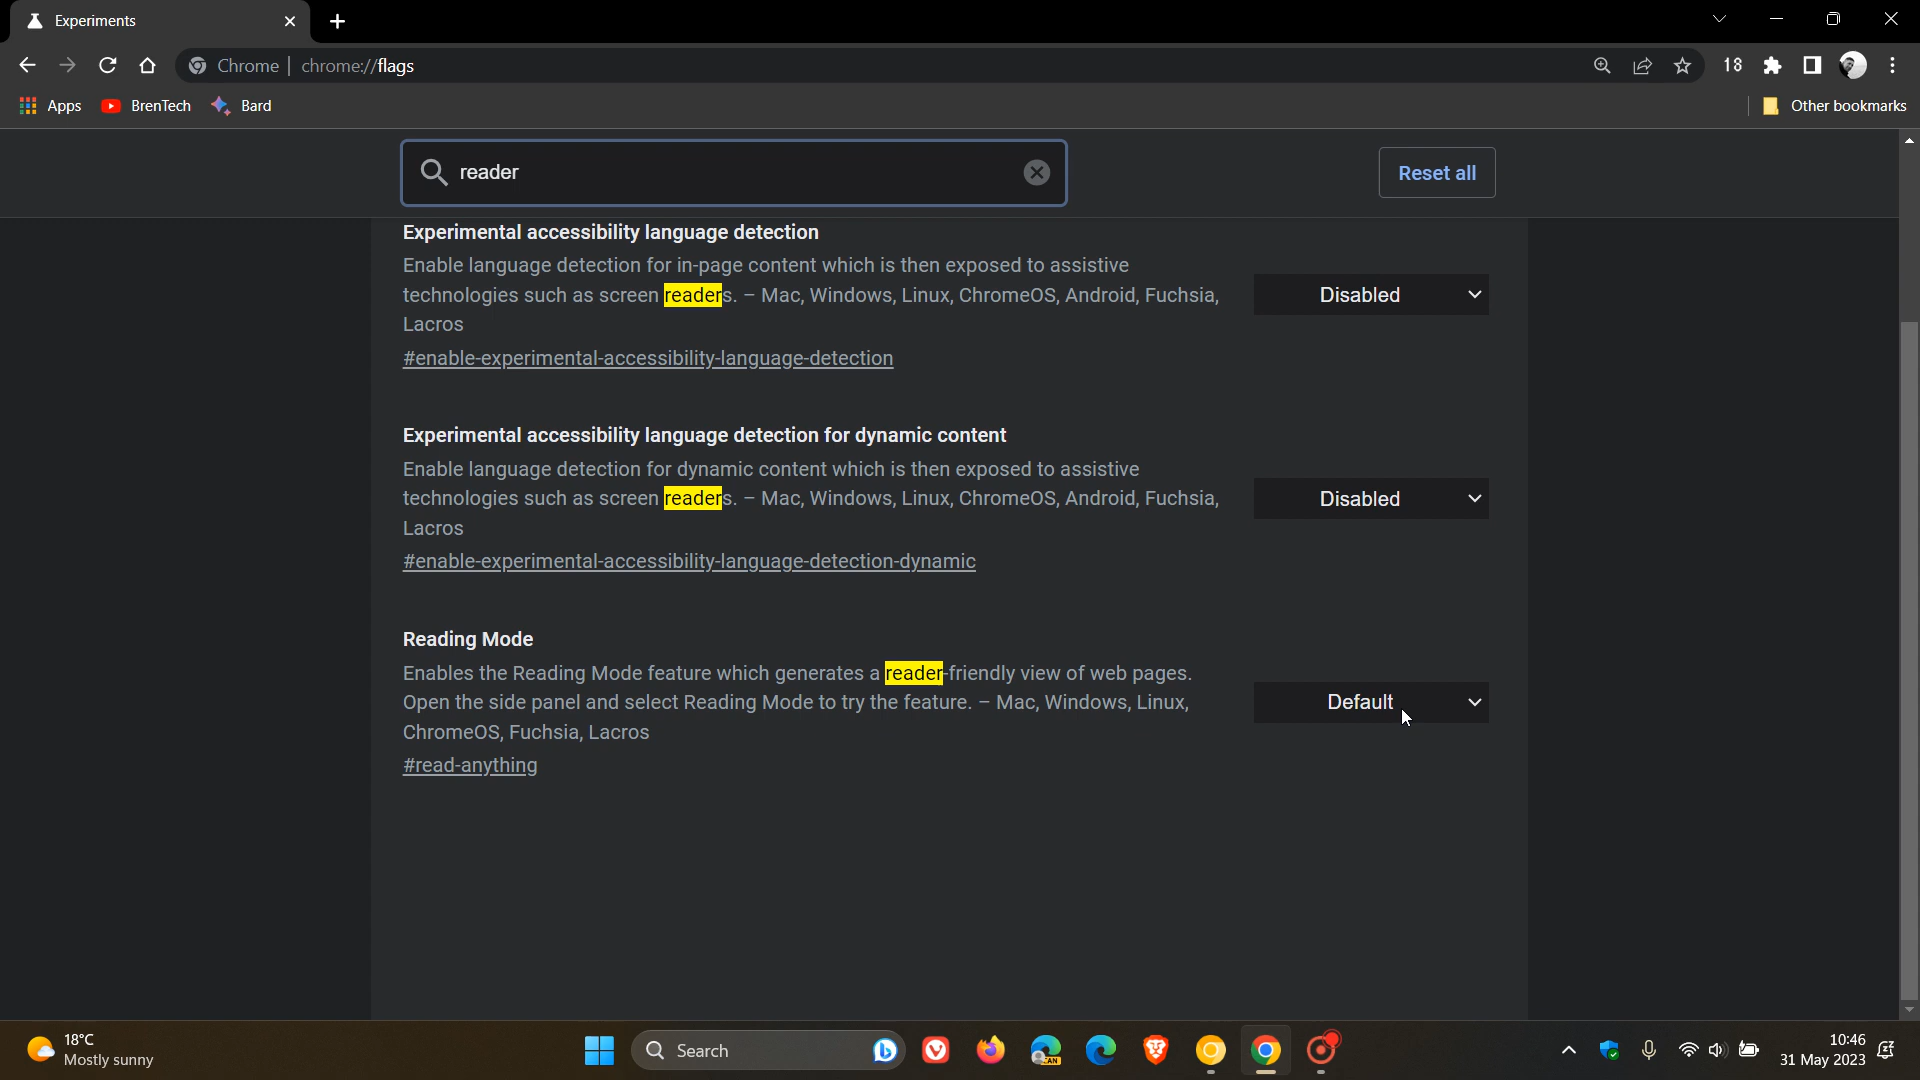 Experiments
Chrome | chrome://flags
18
Apps BrenTech Bard Other bookmarks
reader Reset all
Experimental accessibility language detection
Enable language detection for in-page content which is then exposed to assistive
technologies such as screen readers. – Mac, Windows, Linux, ChromeOS, Android, Fuchsia,
Lacros
Disabled
#enable-experimental-accessibility-language-detection
Experimental accessibility language detection for dynamic content
Enable language detection for dynamic content which is then exposed to assistive
technologies such as screen readers. – Mac, Windows, Linux, ChromeOS, Android, Fuchsia,
Lacros
Disabled
#enable-experimental-accessibility-language-detection-dynamic
Reading Mode
Enables the Reading Mode feature which generates a reader-friendly view of web pages.
Open the side panel and select Reading Mode to try the feature. – Mac, Windows, Linux,
ChromeOS, Fuchsia, Lacros
Default
#read-anything
18°C
Mostly sunny
Search
CAN
10:46
31 May 2023